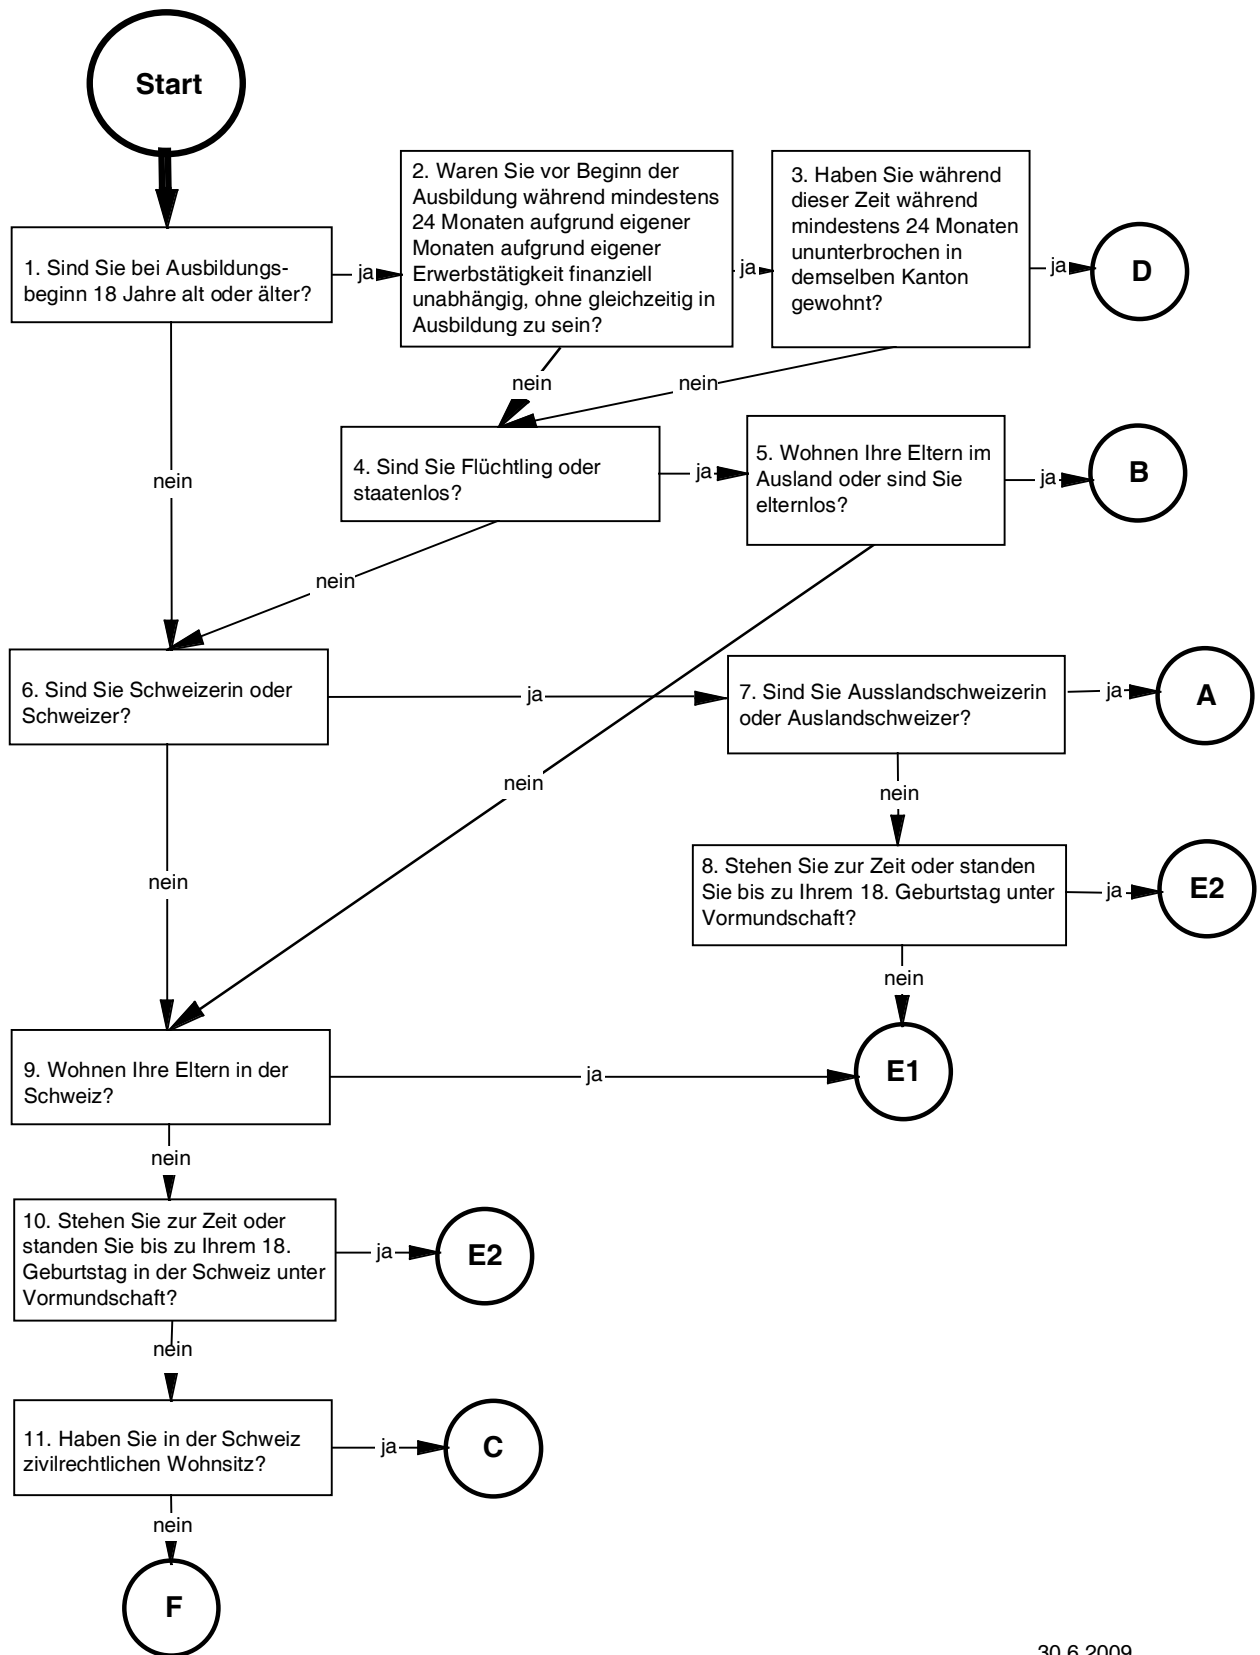 Start
1. Sind Sie bei Ausbildungs-
beginn 18 Jahre alt oder älter?
ja
2. Waren Sie vor Beginn der
Ausbildung während mindestens
24 Monaten aufgrund eigener
Monaten aufgrund eigener
Erwerbstätigkeit finanziell
unabhängig, ohne gleichzeitig in
Ausbildung zu sein?
ja
3. Haben Sie während
dieser Zeit während
mindestens 24 Monaten
ununterbrochen in
demselben Kanton
gewohnt?
ja
D
nein
nein
nein
4. Sind Sie Flüchtling oder
staatenlos?
ja
5. Wohnen Ihre Eltern im
Ausland oder sind Sie
elternlos?
ja
B
nein
nein
6. Sind Sie Schweizerin oder
Schweizer?
ja
7. Sind Sie Ausslandschweizerin
oder Auslandschweizer?
ja
A
nein
nein
8. Stehen Sie zur Zeit oder standen
Sie bis zu Ihrem 18. Geburtstag unter
Vormundschaft?
ja
E2
nein
9. Wohnen Ihre Eltern in der
Schweiz?
ja
E1
nein
10. Stehen Sie zur Zeit oder
standen Sie bis zu Ihrem 18.
Geburtstag in der Schweiz unter
Vormundschaft?
ja
E2
nein
11. Haben Sie in der Schweiz
zivilrechtlichen Wohnsitz?
ja
C
nein
F
30.6.2009